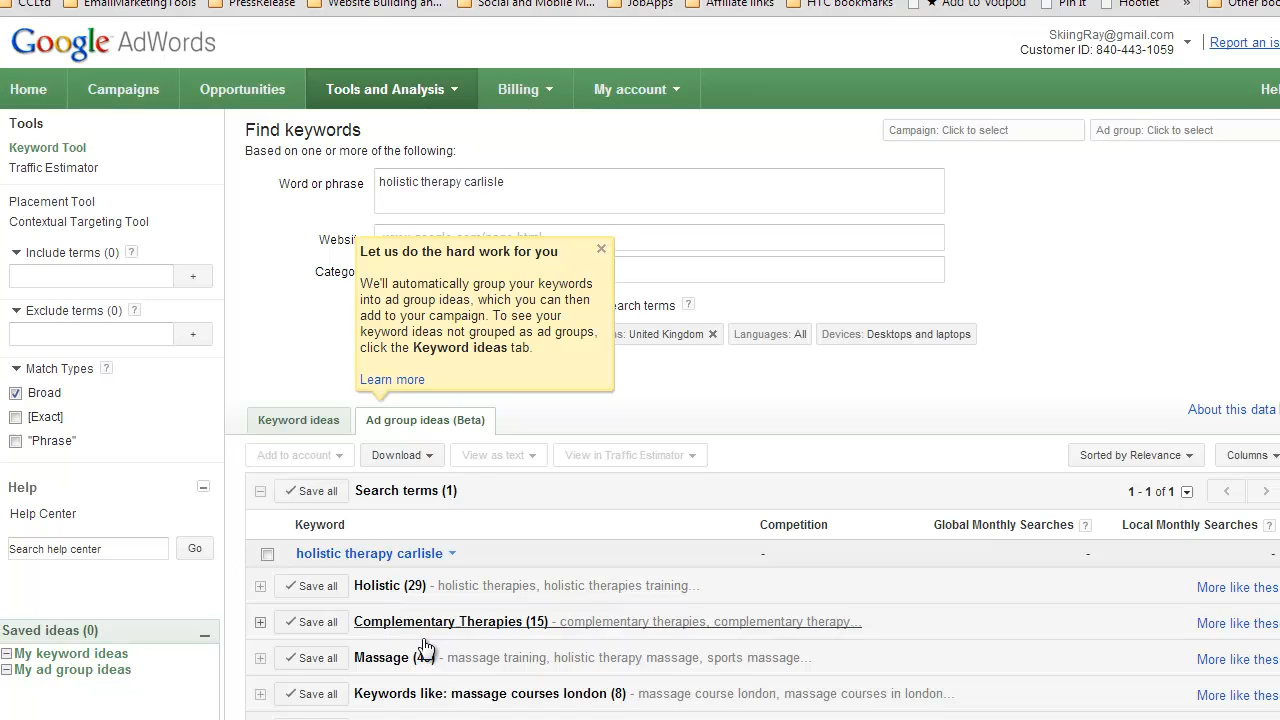 CCLtd EmailMarketingTools PressRelease Website Building an... Social and Mobile M... JobApps Affiliate links HTC bookmarks ★ Add to Youpod Pin It Hootlet » Other boo
Google AdWords
SkiingRay@gmail.com
Customer ID: 840-443-1059
Report an is
Home Campaigns Opportunities Tools and Analysis Billing My account Hel
Tools
Keyword Tool
Traffic Estimator
Placement Tool
Contextual Targeting Tool
Include terms (0) ?
+
Exclude terms (0) ?
+
Match Types ?
Broad
[Exact]
"Phrase"
Help
Help Center
Search help center Go
Saved ideas (0)
My keyword ideas
My ad group ideas
Find keywords
Campaign: Click to select Ad group: Click to select
Based on one or more of the following:
Word or phrase holistic therapy carlisle
Websit
Catego
Let us do the hard work for you
We'll automatically group your keywords
into ad group ideas, which you can then
add to your campaign. To see your
keyword ideas not grouped as ad groups,
click the Keyword ideas tab.
Learn more
earch terms ?
ns: United Kingdom Languages: All Devices: Desktops and laptops
About this data
Keyword ideas Ad group ideas (Beta)
Add to account Download View as text View in Traffic Estimator Sorted by Relevance Columns
Save all Search terms (1) 1 - 1 of 1
Keyword Competition Global Monthly Searches ? Local Monthly Searches ?
holistic therapy carlisle - - -
Save all Holistic (29) - holistic therapies, holistic therapies training... More like thes
Save all Complementary Therapies (15) - complementary therapies, complementary therapy... More like thes
Save all Massage - massage training, holistic therapy massage, sports massage... More like thes
Save all Keywords like: massage courses london (8) - massage course london, massage courses in london... More like thes